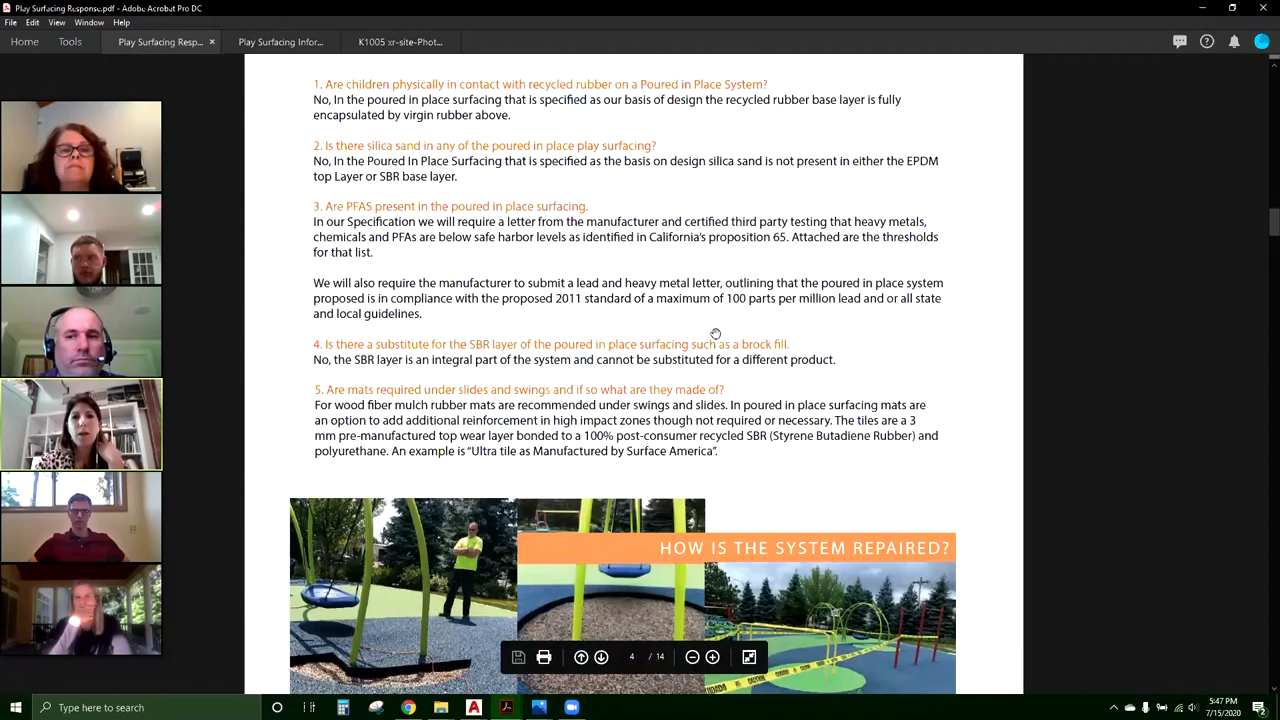 Play Surfacing Response.pdf - Adobe Acrobat Pro DC
File Edit View Window Help
Home Tools Play Surfacing Resp... × Play Surfacing Infor... K1005 xr-site-Phot...
1. Are children physically in contact with recycled rubber on a Poured in Place System?
No, In the poured in place surfacing that is specified as our basis of design the recycled rubber base layer is fully
encapsulated by virgin rubber above.
2. Is there silica sand in any of the poured in place play surfacing?
No, In the Poured In Place Surfacing that is specified as the basis on design silica sand is not present in either the EPDM
top Layer or SBR base layer.
3. Are PFAS present in the poured in place surfacing.
In our Specification we will require a letter from the manufacturer and certified third party testing that heavy metals,
chemicals and PFAs are below safe harbor levels as identified in California's proposition 65. Attached are the thresholds
for that list.
We will also require the manufacturer to submit a lead and heavy metal letter, outlining that the poured in place system
proposed is in compliance with the proposed 2011 standard of a maximum of 100 parts per million lead and or all state
and local guidelines.
4. Is there a substitute for the SBR layer of the poured in place surfacing such as a brock fill.
No, the SBR layer is an integral part of the system and cannot be substituted for a different product.
5. Are mats required under slides and swings and if so what are they made of?
For wood fiber mulch rubber mats are recommended under swings and slides. In poured in place surfacing mats are
an option to add additional reinforcement in high impact zones though not required or necessary. The tiles are a 3
mm pre-manufactured top wear layer bonded to a 100% post-consumer recycled SBR (Styrene Butadiene Rubber) and
polyurethane. An example is "Ultra tile as Manufactured by Surface America".
HOW IS THE SYSTEM REPAIRED?
4 / 14
Type here to search
5:47 PM
7/15/2020
2